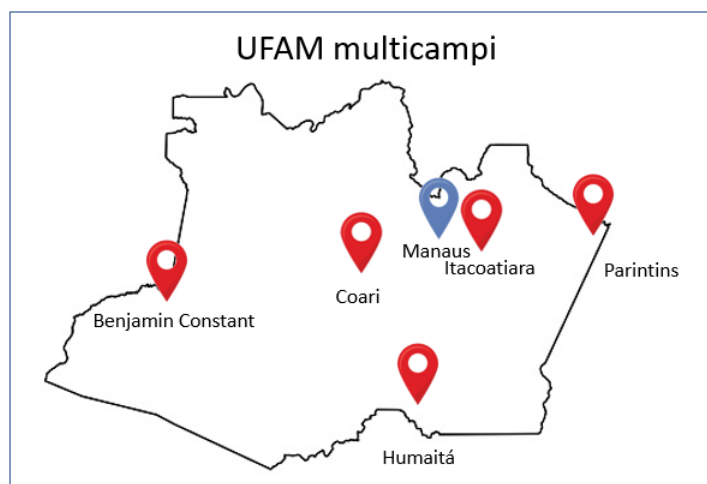 UFAM multicampi
Manaus
Itacoatiara
Parintins
Coari
Benjamin Constant
Humaitá